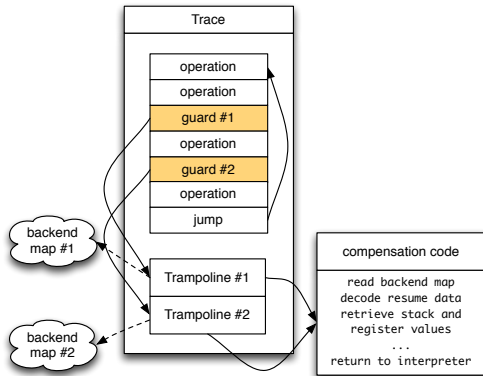 Trace
operation
operation
guard #1
operation
guard #2
operation
jump
backend
map #1
Trampoline #1
Trampoline #2
backend
map #2
compensation code
read backend map
decode resume data
retrieve stack and
register values
...
return to interpreter